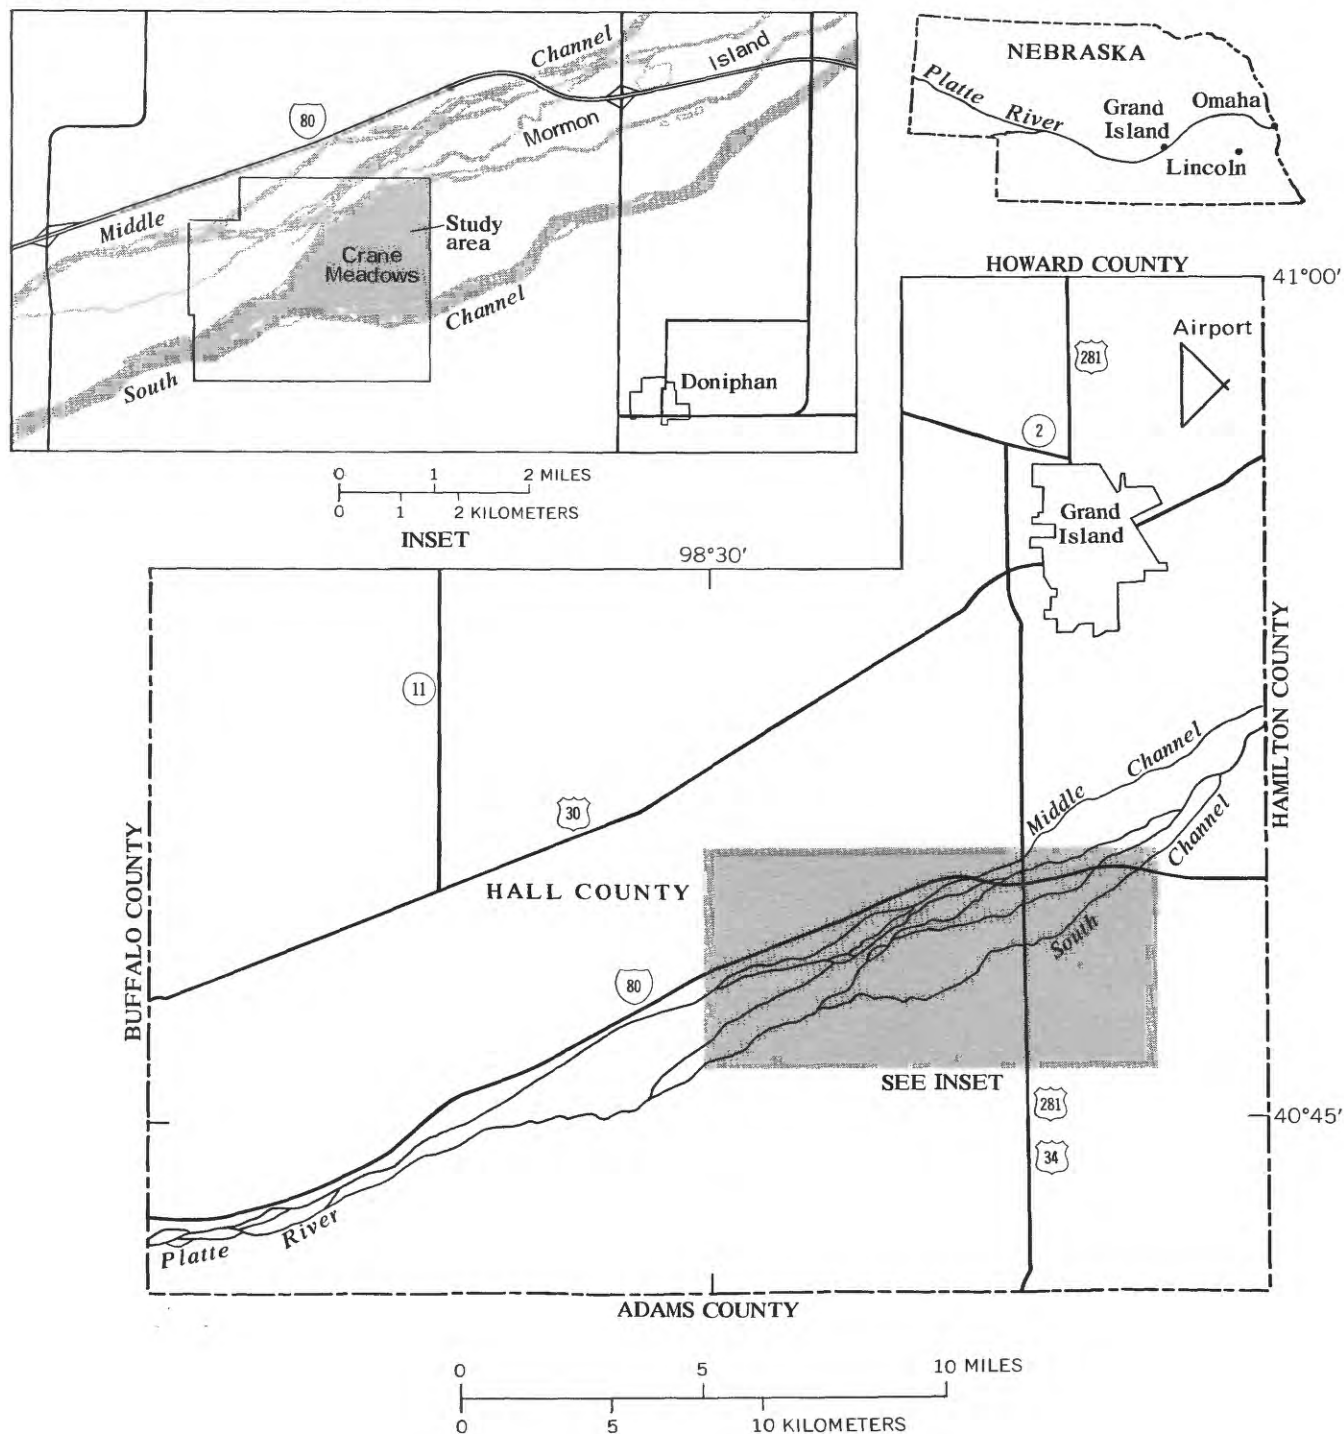 Channel
Island
80
Mormon
Middle
Study
area
Crane
Meadows
Channel
South
Doniphan
0 1 2 MILES
0 1 2 KILOMETERS
INSET
NEBRASKA
Platte
River
Grand
Island
Omaha
Lincoln
HOWARD COUNTY
41°00'
Airport
281
2
Grand
Island
98°30'
11
HAMILTON COUNTY
Middle
Channel
30
Channel
BUFFALO COUNTY
HALL COUNTY
South
80
SEE INSET
281
40°45'
34
River
Platte
ADAMS COUNTY
0 5 10 MILES
0 5 10 KILOMETERS